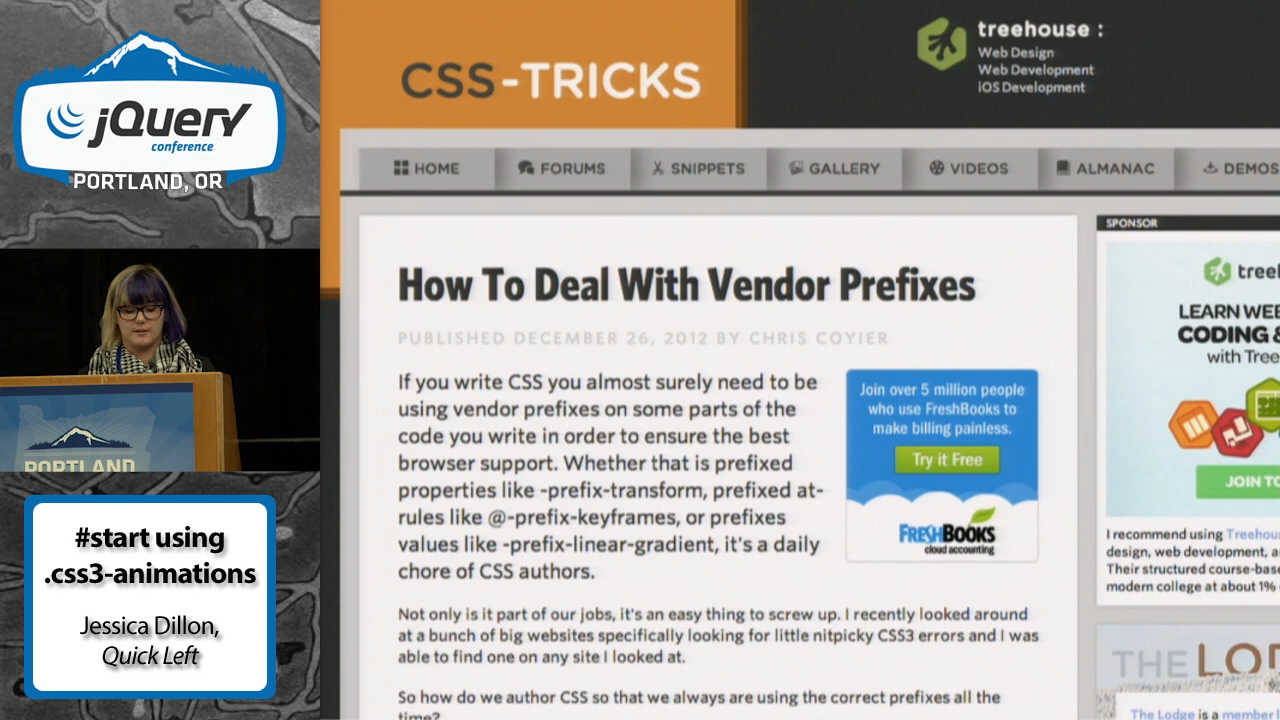 jQuery
conference
PORTLAND, OR
PORTLAND
#start using
.css3-animations
Jessica Dillon,
Quick Left
CSS-TRICKS
treehouse :
Web Design
Web Development
iOS Development
HOME
FORUMS
SNIPPETS
GALLERY
VIDEOS
ALMANAC
DEMOS
How To Deal With Vendor Prefixes
PUBLISHED DECEMBER 26, 2012 BY CHRIS COYIER
If you write CSS you almost surely need to be
using vendor prefixes on some parts of the
code you write in order to ensure the best
browser support. Whether that is prefixed
properties like -prefix-transform, prefixed at-
rules like @-prefix-keyframes, or prefixes
values like -prefix-linear-gradient, it's a daily
chore of CSS authors.
Join over 5 million people
who use FreshBooks to
make billing painless.
Try it Free
FRESHBOOKS
cloud accounting
Not only is it part of our jobs, it's an easy thing to screw up. I recently looked around
at a bunch of big websites specifically looking for little nitpicky CSS3 errors and I was
able to find one on any site I looked at.
So how do we author CSS so that we always are using the correct prefixes all the
time?
SPONSOR
LEARN
CODING &
with
JOIN
I recommend using
design, web development,
Their structured
modern college at about 1%
THE
The Lodge is a member